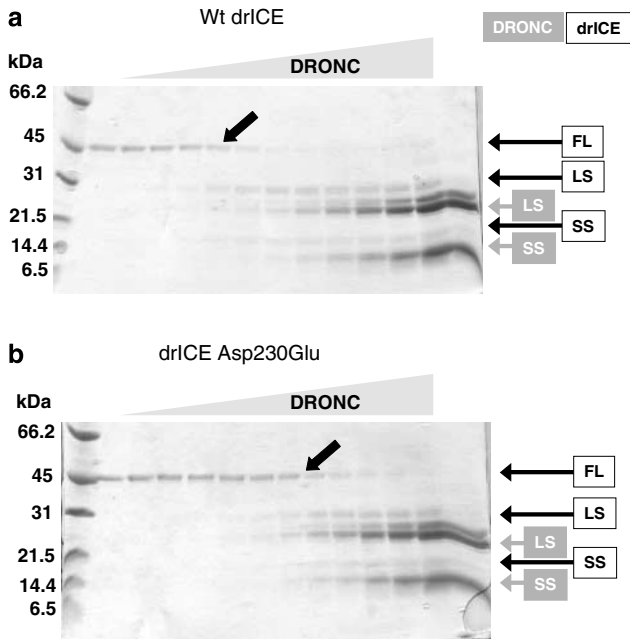 a
Wt drICE
DRONC drICE
kDa
DRONC
66.2
45
31
21.5
14.4
6.5
FL
LS
LS
SS
SS
b
drICE Asp230Glu
kDa
DRONC
66.2
45
31
21.5
14.4
6.5
FL
LS
LS
SS
SS